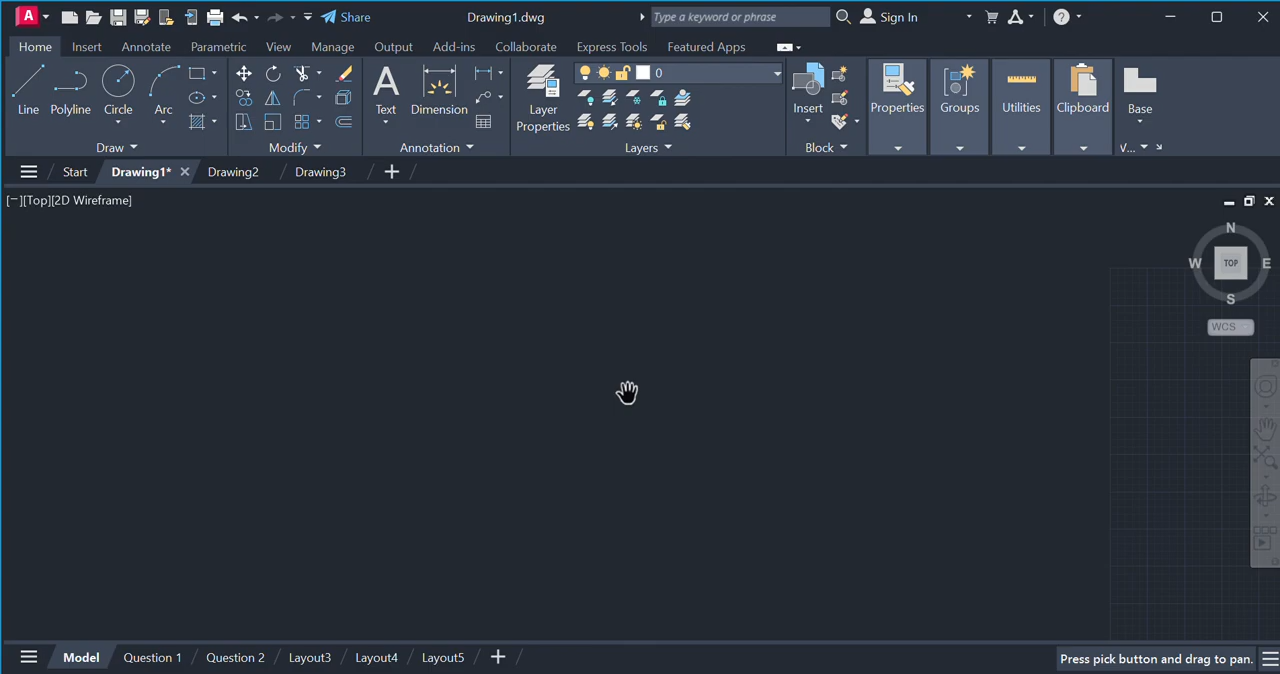 A Share Drawing1.dwg Type a keyword or phrase Sign In ?
Home Insert Annotate Parametric View Manage Output Add-ins Collaborate Express Tools Featured Apps
0
Line Polyline Circle Arc A Text Dimension Layer Properties Insert Properties Groups Utilities Clipboard Base
Draw Modify Annotation Layers Block V...
Start Drawing1* Drawing2 Drawing3
[−][Top][2D Wireframe]
N
W TOP E
S
WCS
Model Question 1 Question 2 Layout3 Layout4 Layout5 Press pick button and drag to pan.